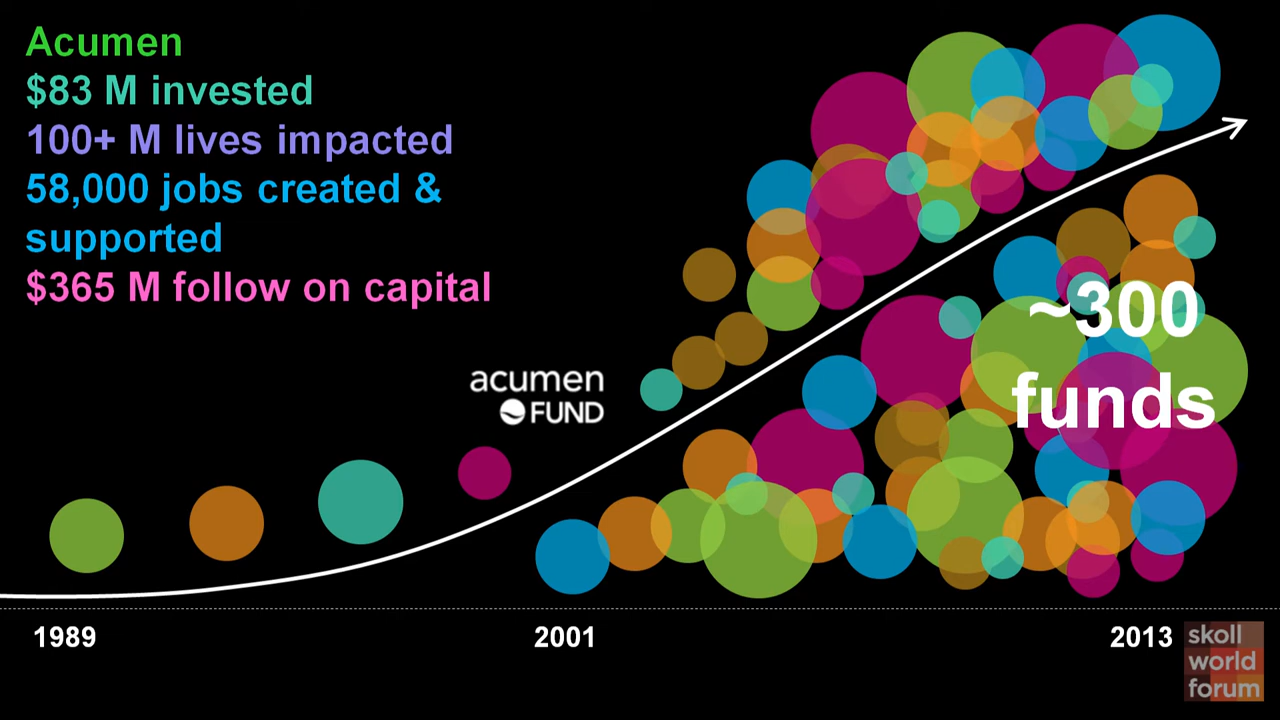 Acumen
$83 M invested
100+ M lives impacted
58,000 jobs created &
supported
$365 M follow on capital
acumen
FUND
~300
funds
1989
2001
2013
skoll
world
forum